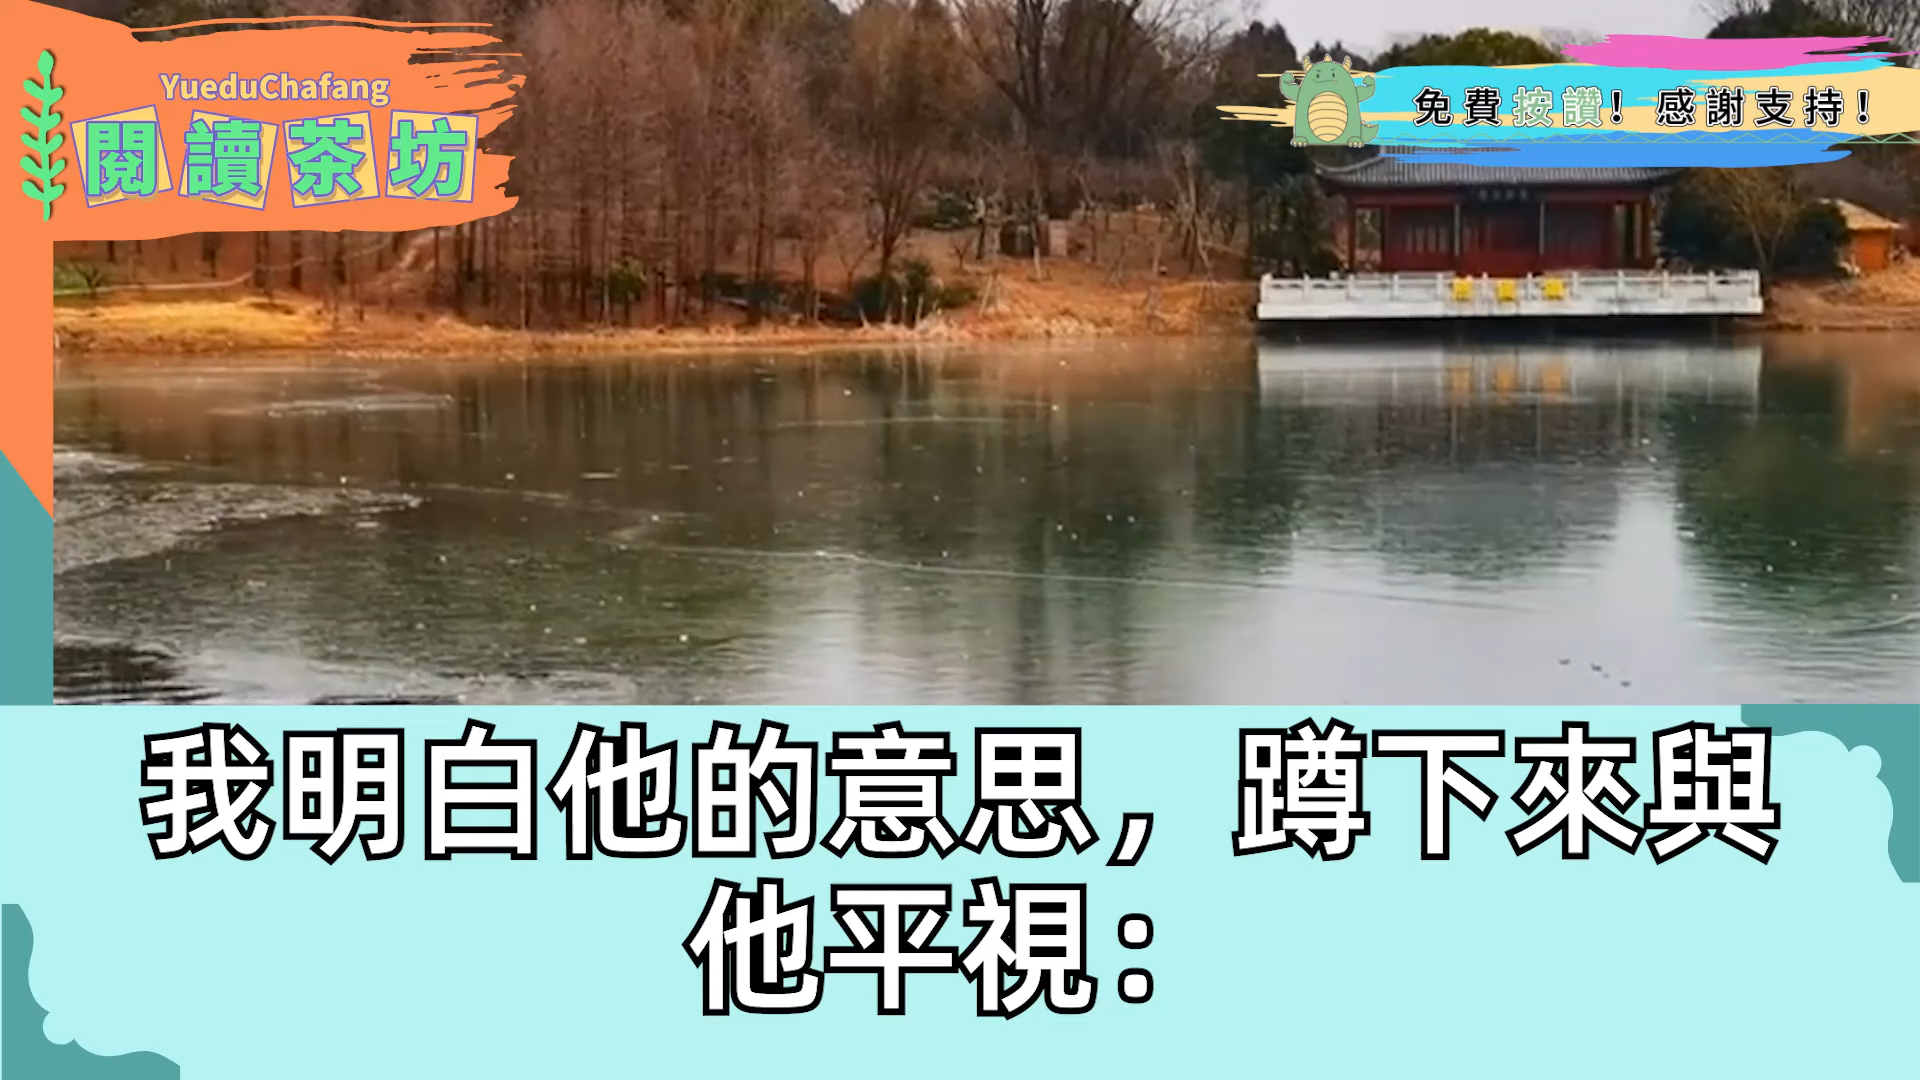 YueduChafang
閱讀茶坊
免費按讚！感謝支持！
我明白他的意思，蹲下來與
他平視：